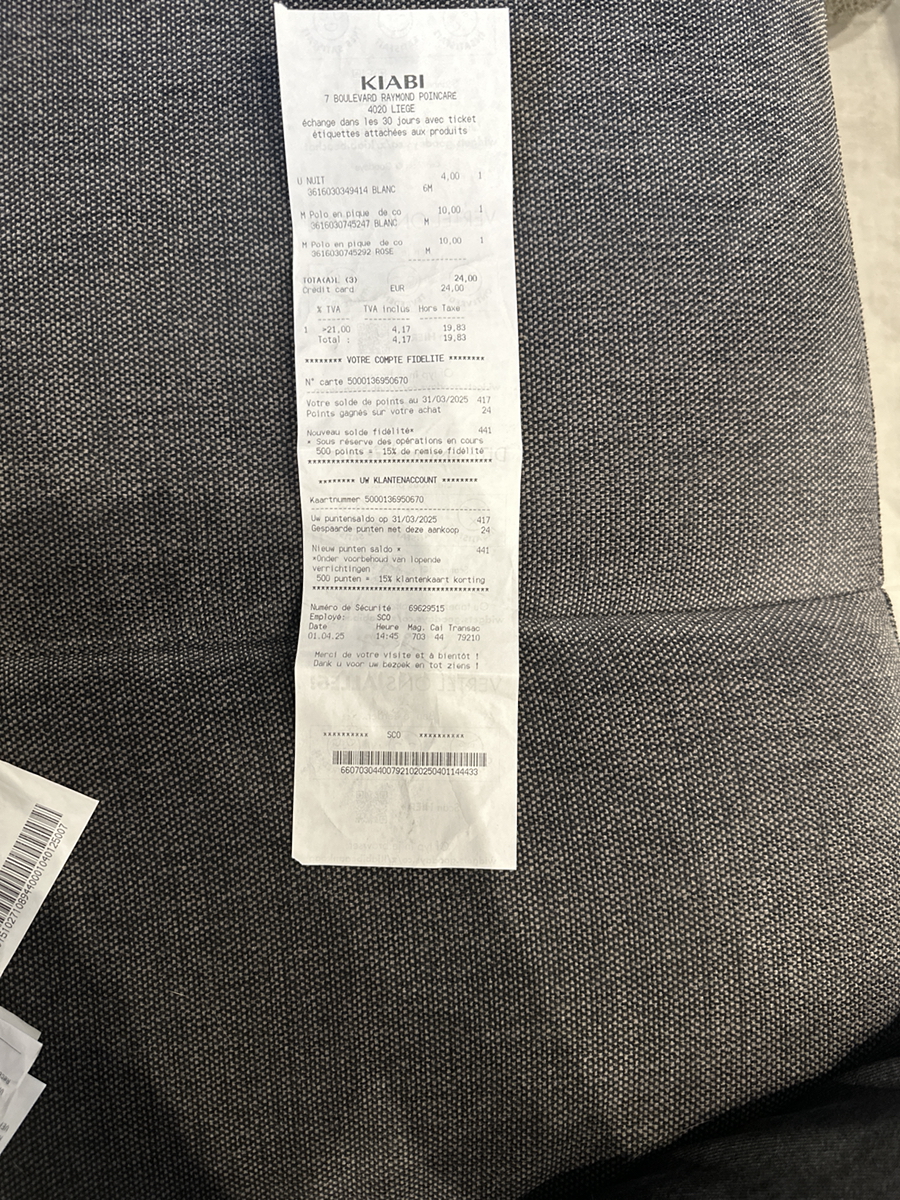 KIABI
7 BOULEVARD RAYMOND POINCARE
4020 LIEGE
échange dans les 30 jours avec ticket
étiquettes attachées aux produits
U NUIT 4,00 1
3616030349414 BLANC 6M
M Polo en pique de co 10,00 1
3616030745247 BLANC M
M Polo en pique de co 10,00 1
3616030745292 ROSE M
------------
TOTA(A)L (3) 24,00
Crédit card EUR 24,00
% TVA TVA Inclus Hors Taxe
1 >21,00 4,17 19,83
Total : 4,17 19,83
******** VOTRE COMPTE FIDELITE ********
N° carte 5000136950670
Votre solde de points au 31/03/2025 417
Points gagnés sur votre achat 24
Nouveau solde fidélité* 441
* Sous réserve des opérations en cours
500 points = 15% de remise fidélité
******** UW KLANTENACCOUNT ********
Kaartnummer 5000136950670
Uw puntensaldo op 31/03/2025 417
Gespaarde punten met deze aankoop 24
Nieuw punten saldo * 441
*Onder voorbehoud van lopende
verrichtingen
500 punten = 15% klantenkaart korting
Numéro de Sécurité 69629515
Employé: SCO
Date Heure Mag. Cai Transac
01.04.25 14:45 703 44 79210
Merci de votre visite et à bientôt !
Dank u voor uw bezoek en tot ziens !
********** SCO **********
660703044007921020250401144433